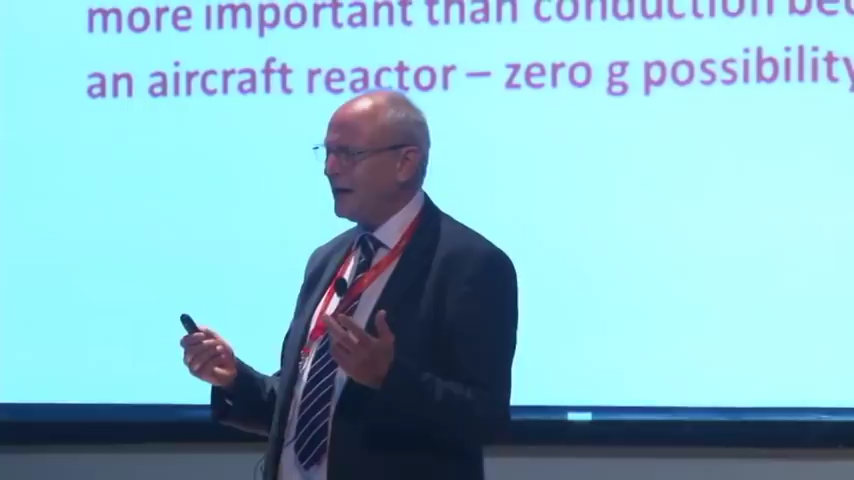 more important than conduction
an aircraft reactor – zero g possibility